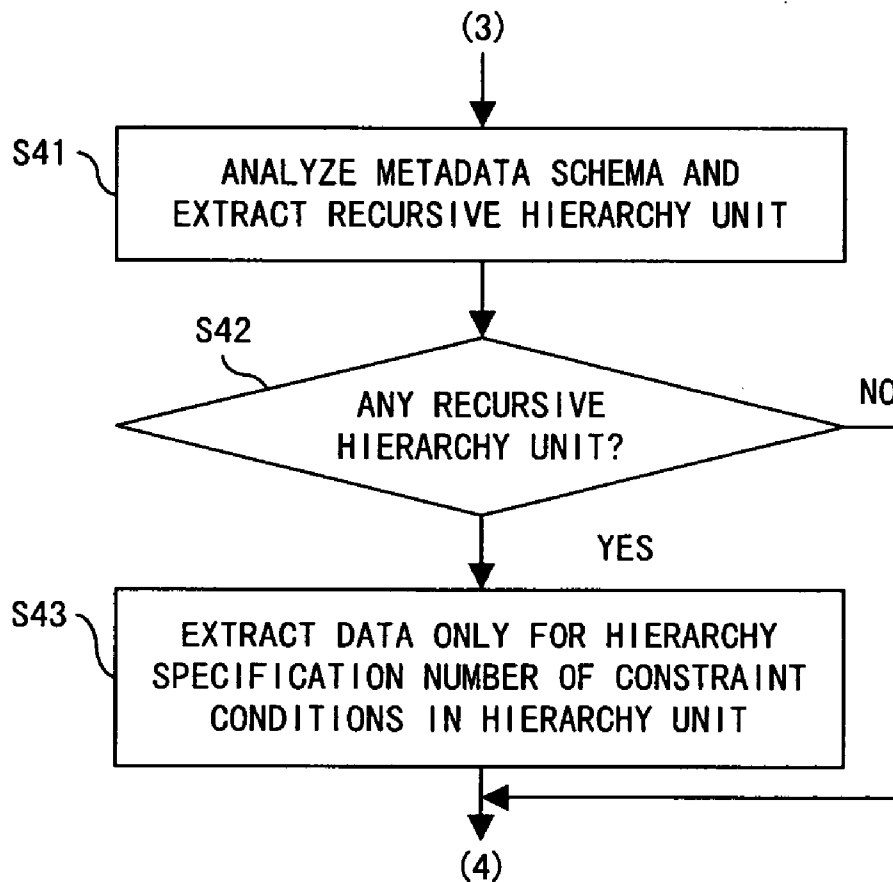 (3)
S41
ANALYZE METADATA SCHEMA AND
EXTRACT RECURSIVE HIERARCHY UNIT
S42
ANY RECURSIVE
HIERARCHY UNIT?
NO
YES
S43
EXTRACT DATA ONLY FOR HIERARCHY
SPECIFICATION NUMBER OF CONSTRAINT
CONDITIONS IN HIERARCHY UNIT
(4)